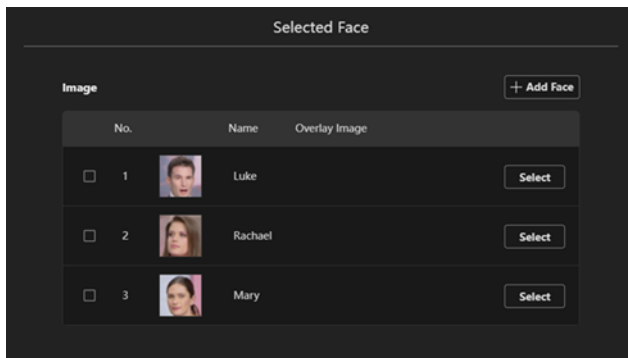 Selected Face
Image
+ Add Face
No. Name Overlay Image
1 Luke Select
2 Rachael Select
3 Mary Select